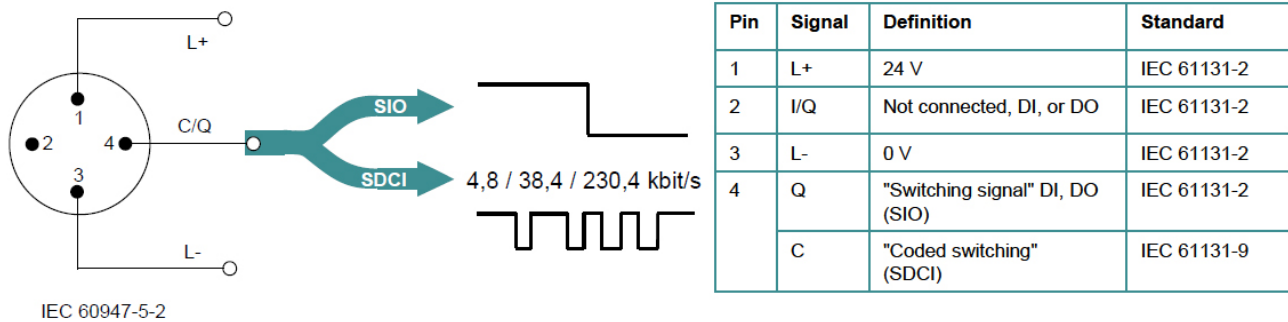 L+
1
2
4
C/Q
3
L-
IEC 60947-5-2
SIO
SDCI
4,8 / 38,4 / 230,4 kbit/s
Pin Signal Definition Standard
1 L+ 24 V IEC 61131-2
2 I/Q Not connected, DI, or DO IEC 61131-2
3 L- 0 V IEC 61131-2
4 Q "Switching signal" DI, DO IEC 61131-2
(SIO)
C "Coded switching" IEC 61131-9
(SDCI)